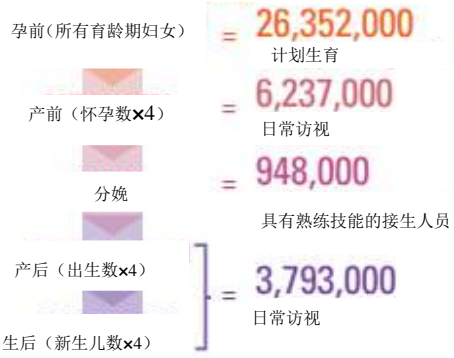 孕前(所有育龄期妇女) = 26,352,000
计划生育
产前（怀孕数×4） = 6,237,000
日常访视
分娩 = 948,000
具有熟练技能的接生人员
产后（出生数×4）
= 3,793,000
日常访视
生后（新生儿数×4）